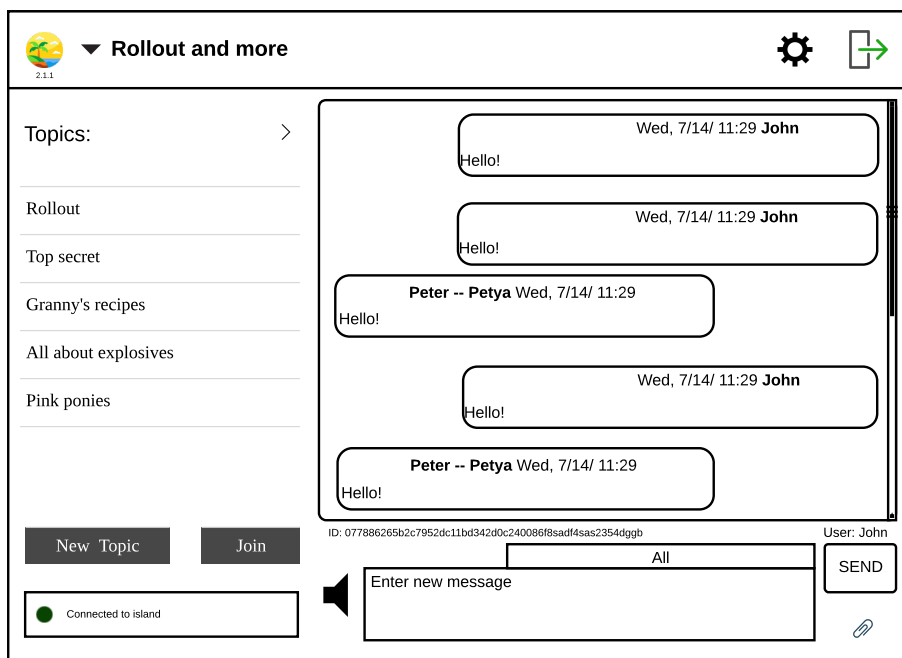 Rollout and more
2.1.1
Topics:
Rollout
Top secret
Granny's recipes
All about explosives
Pink ponies
New Topic
Join
Connected to island
Wed, 7/14/ 11:29 John
Hello!
Wed, 7/14/ 11:29 John
Hello!
Peter -- Petya Wed, 7/14/ 11:29
Hello!
Wed, 7/14/ 11:29 John
Hello!
Peter -- Petya Wed, 7/14/ 11:29
Hello!
ID: 077886265b2c7952dc11bd342d0c240086f8sadf4sas2354dggb
User: John
All
Enter new message
SEND